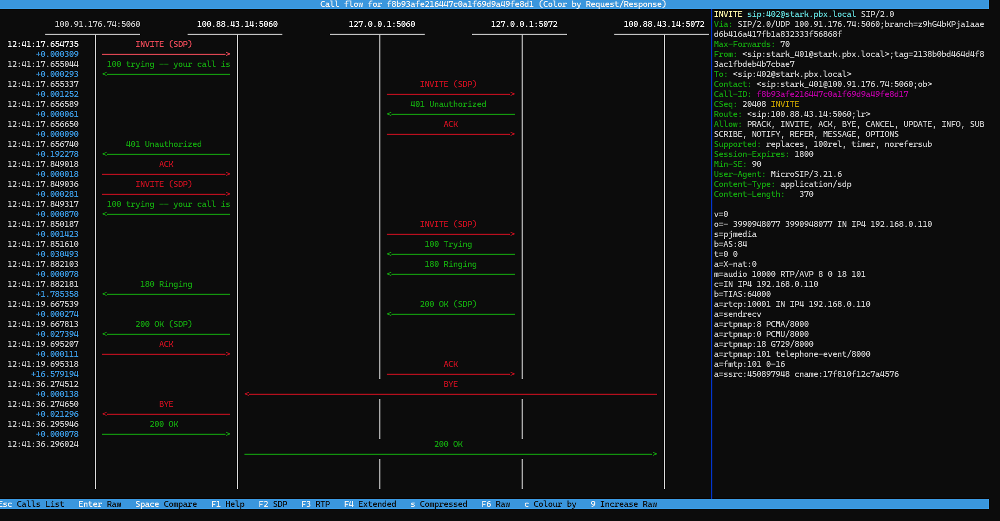 Call flow for f8b93afe216447c0a1f69d9a49fe8d1 (Color by Request/Response)
100.91.176.74:5060 100.88.43.14:5060 127.0.0.1:5060 127.0.0.1:5072 100.88.43.14:5072
12:41:17.654735 INVITE (SDP)
+0.000309
12:41:17.655044 100 trying -- your call is
+0.000293
12:41:17.655337 INVITE (SDP)
+0.001252
12:41:17.656589 401 Unauthorized
+0.000061
12:41:17.656650 ACK
+0.000090
12:41:17.656740 401 Unauthorized
+0.192278
12:41:17.849018 ACK
+0.000018
12:41:17.849036 INVITE (SDP)
+0.000281
12:41:17.849317 100 trying -- your call is
+0.000870
12:41:17.850187 INVITE (SDP)
+0.001423
12:41:17.851610 100 Trying
+0.030493
12:41:17.882103 180 Ringing
+0.000078
12:41:17.882181 180 Ringing
+1.785358
12:41:19.667539 200 OK (SDP)
+0.000274
12:41:19.667813 200 OK (SDP)
+0.027394
12:41:19.695207 ACK
+0.000111
12:41:19.695318 ACK
+16.579194
12:41:36.274512 BYE
+0.000138
12:41:36.274650 BYE
+0.021296
12:41:36.295946 200 OK
+0.000078
12:41:36.296024 200 OK
INVITE sip:402@stark.pbx.local SIP/2.0
Via: SIP/2.0/UDP 100.91.176.74:5060;branch=z9hG4bKPja1aae
d6b416a417fb1a832333f56868f
Max-Forwards: 70
From: <sip:stark_401@stark.pbx.local>;tag=2138b0bd464d4f8
3ac1fbdeb4b7cbae7
To: <sip:402@stark.pbx.local>
Contact: <sip:stark_401@100.91.176.74:5060;ob>
Call-ID: f8b93afe216447c0a1f69d9a49fe8d17
CSeq: 20408 INVITE
Route: <sip:100.88.43.14:5060;lr>
Allow: PRACK, INVITE, ACK, BYE, CANCEL, UPDATE, INFO, SUB
SCRIBE, NOTIFY, REFER, MESSAGE, OPTIONS
Supported: replaces, 100rel, timer, norefersub
Session-Expires: 1800
Min-SE: 90
User-Agent: MicroSIP/3.21.6
Content-Type: application/sdp
Content-Length:   370
v=0
o=- 3990948077 3990948077 IN IP4 192.168.0.110
s=pjmedia
b=AS:84
t=0 0
a=X-nat:0
m=audio 10000 RTP/AVP 8 0 18 101
c=IN IP4 192.168.0.110
b=TIAS:64000
a=rtcp:10001 IN IP4 192.168.0.110
a=sendrecv
a=rtpmap:8 PCMA/8000
a=rtpmap:0 PCMU/8000
a=rtpmap:18 G729/8000
a=rtpmap:101 telephone-event/8000
a=fmtp:101 0-16
a=ssrc:450897948 cname:17f810f12c7a4576
Esc Calls List Enter Raw Space Compare F1 Help F2 SDP F3 RTP F4 Extended s Compressed F6 Raw c Colour by 9 Increase Raw